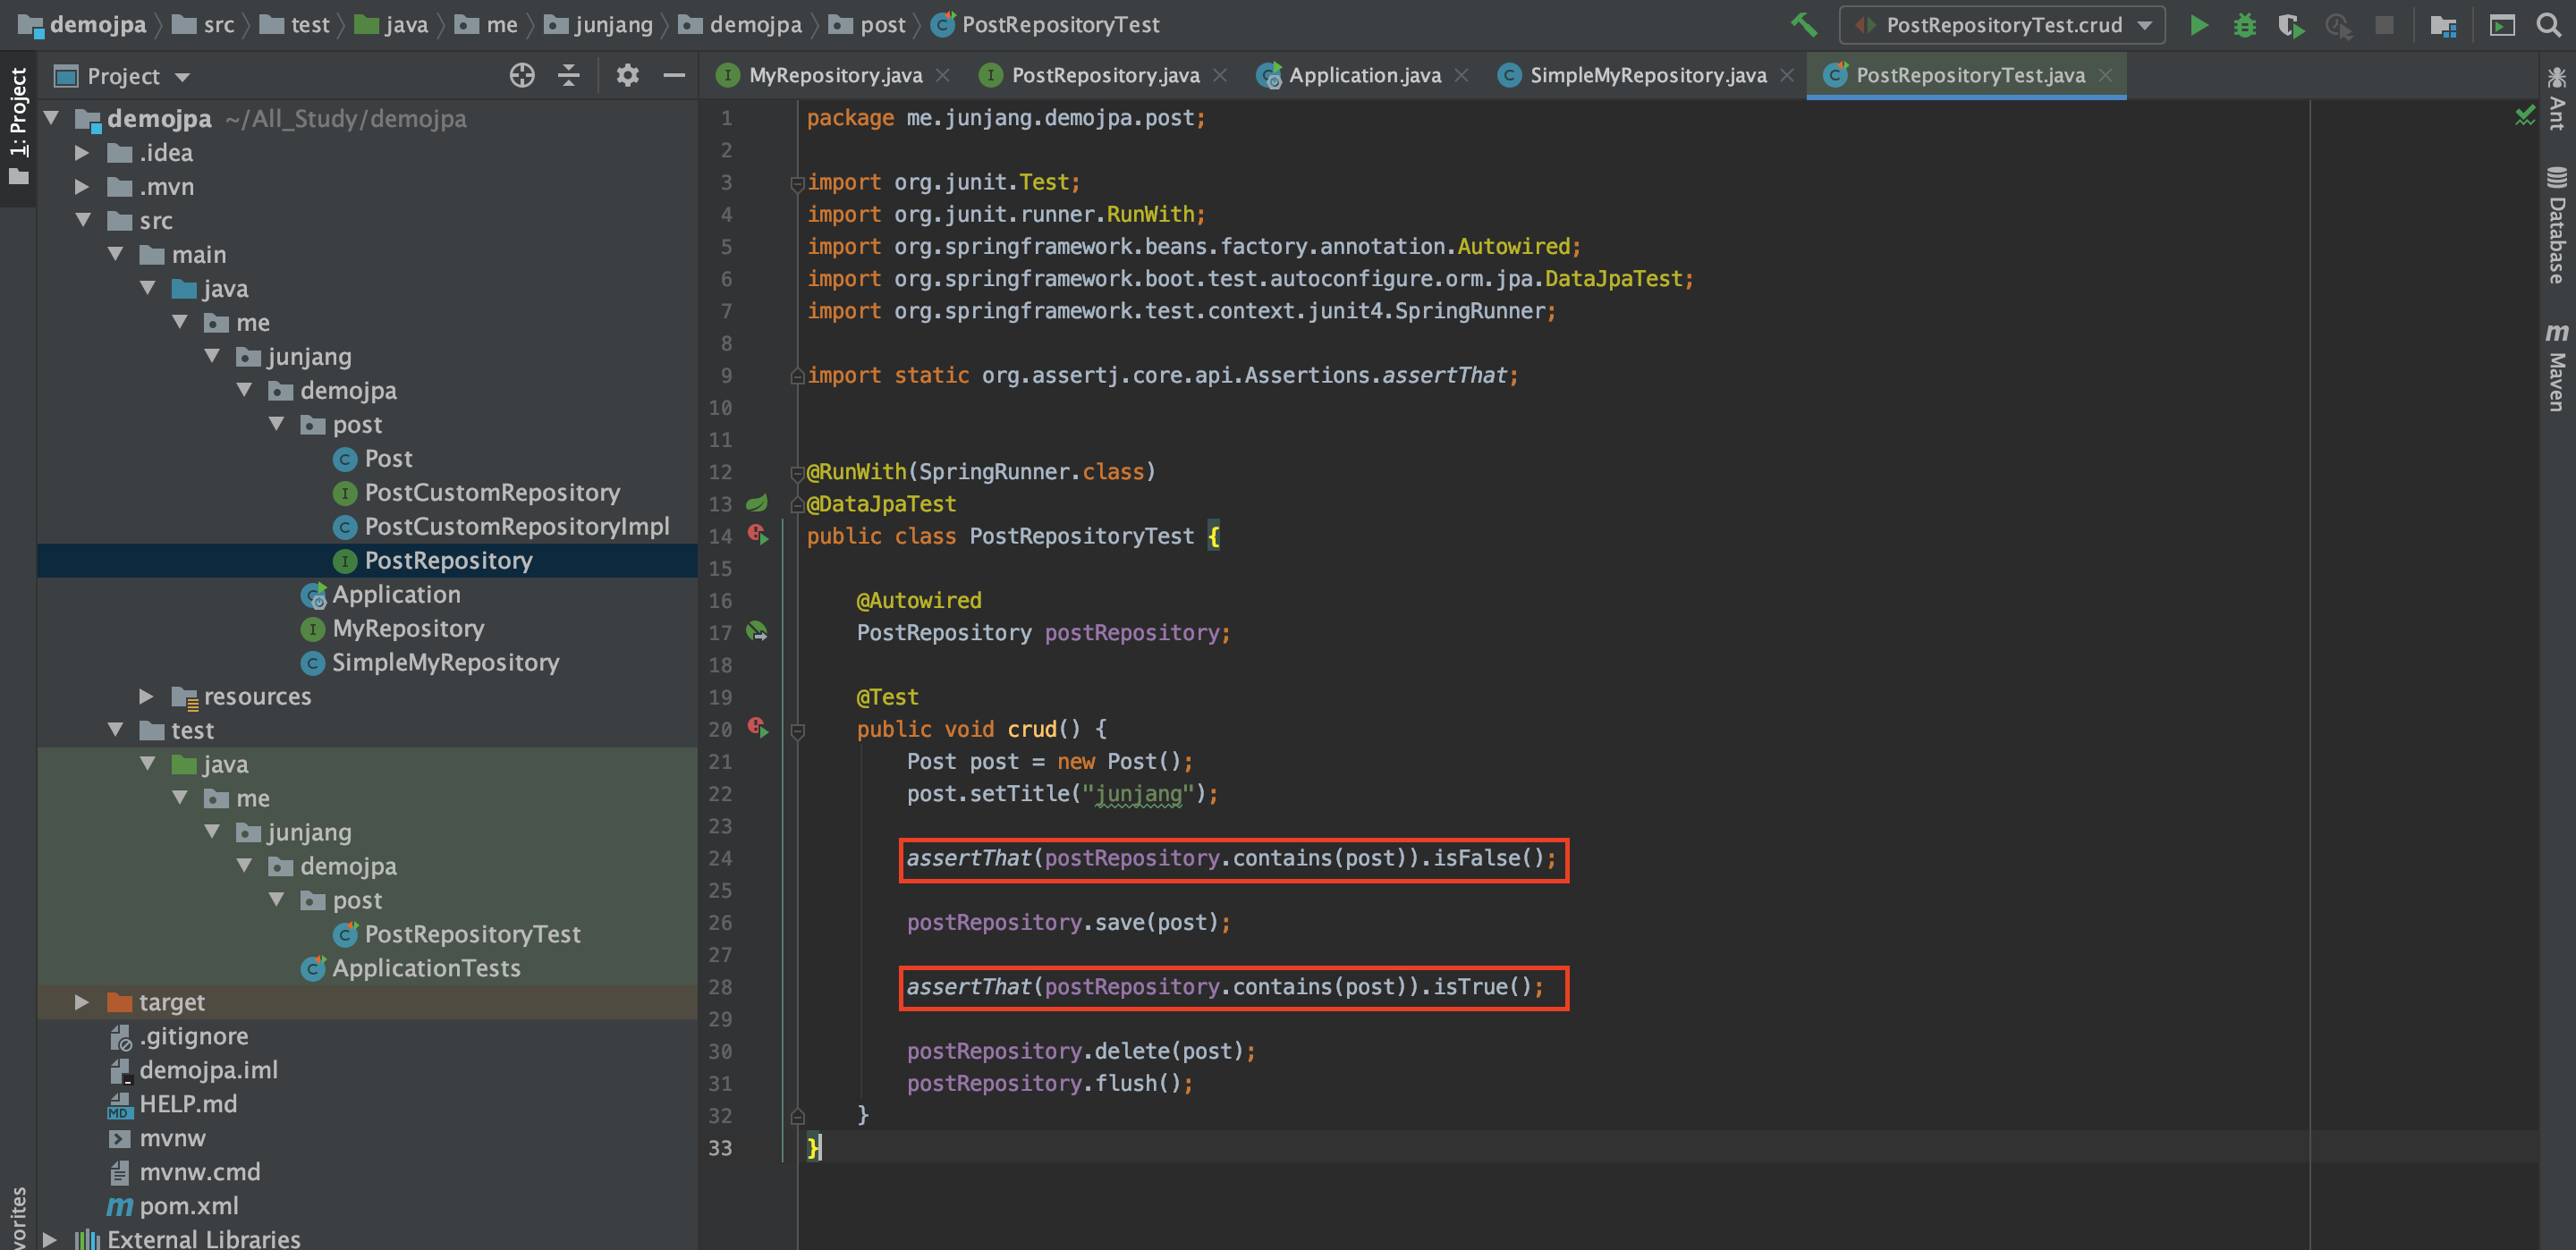 demojpa src test java me junjang demojpa post PostRepositoryTest PostRepositoryTest.crud
Project MyRepository.java PostRepository.java Application.java SimpleMyRepository.java PostRepositoryTest.java
1: Project
demojpa ~/All_Study/demojpa
.idea
.mvn
src
main
java
me
junjang
demojpa
post
Post
PostCustomRepository
PostCustomRepositoryImpl
PostRepository
Application
MyRepository
SimpleMyRepository
resources
test
java
me
junjang
demojpa
post
PostRepositoryTest
ApplicationTests
target
.gitignore
demojpa.iml
HELP.md
mvnw
mvnw.cmd
pom.xml
External Libraries
1 package me.junjang.demojpa.post;
2
3 import org.junit.Test;
4 import org.junit.runner.RunWith;
5 import org.springframework.beans.factory.annotation.Autowired;
6 import org.springframework.boot.test.autoconfigure.orm.jpa.DataJpaTest;
7 import org.springframework.test.context.junit4.SpringRunner;
8
9 import static org.assertj.core.api.Assertions.assertThat;
10
11
12 @RunWith(SpringRunner.class)
13 @DataJpaTest
14 public class PostRepositoryTest {
15
16 @Autowired
17 PostRepository postRepository;
18
19 @Test
20 public void crud() {
21 Post post = new Post();
22 post.setTitle("junjang");
23
24 assertThat(postRepository.contains(post)).isFalse();
25
26 postRepository.save(post);
27
28 assertThat(postRepository.contains(post)).isTrue();
29
30 postRepository.delete(post);
31 postRepository.flush();
32 }
33 }
Ant
Database
Maven